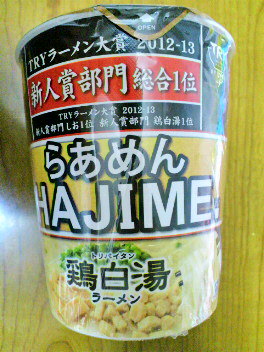 OPEN
TRYラーメン大賞 2012-13
新人賞部門 総合1位
TRYラーメン大賞 2012-13
新人賞部門しお1位 新人賞部門 鶏白湯1位
らあめん
HAJIME
トリパイタン
鶏白湯
ラーメン